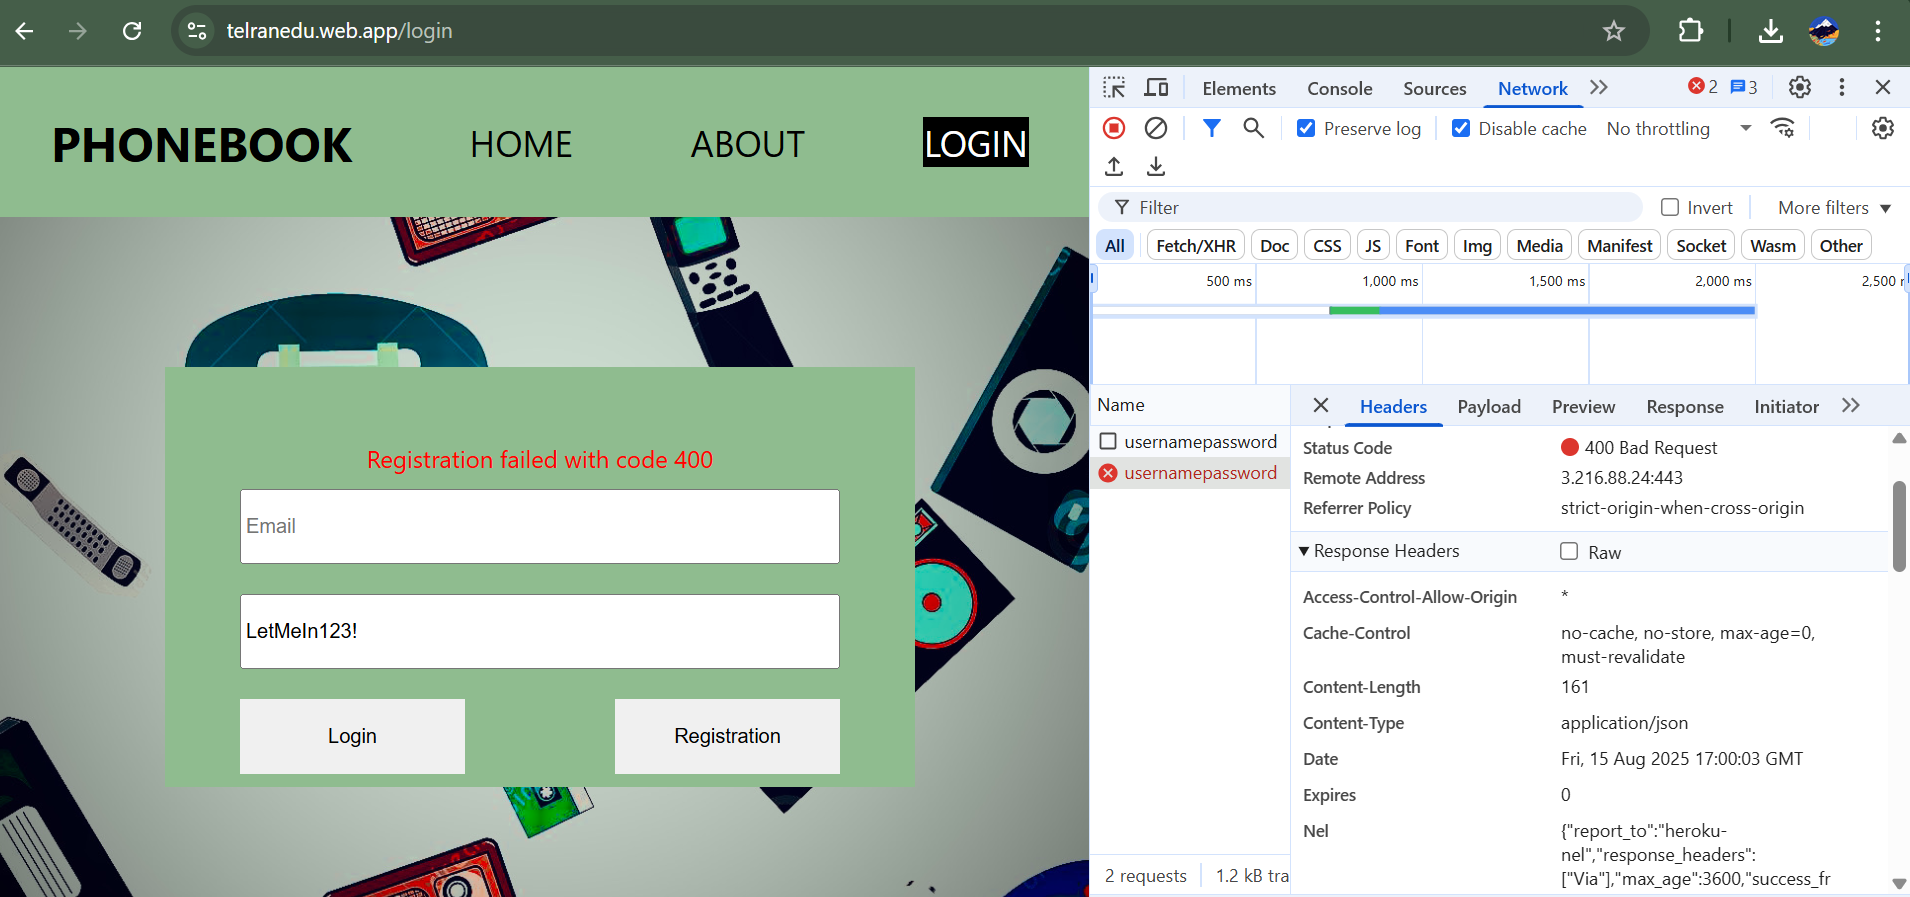 telranedu.web.app/login
PHONEBOOK HOME ABOUT LOGIN
Registration failed with code 400
Email
LetMeIn123!
Login Registration
Elements Console Sources Network 2 3
Preserve log Disable cache No throttling
Filter Invert More filters
All Fetch/XHR Doc CSS JS Font Img Media Manifest Socket Wasm Other
500 ms 1,000 ms 1,500 ms 2,000 ms 2,500
Name
usernamepassword
usernamepassword
2 requests 1.2 kB tra
Headers Payload Preview Response Initiator
Status Code 400 Bad Request
Remote Address 3.216.88.24:443
Referrer Policy strict-origin-when-cross-origin
Response Headers Raw
Access-Control-Allow-Origin *
Cache-Control no-cache, no-store, max-age=0,
must-revalidate
Content-Length 161
Content-Type application/json
Date Fri, 15 Aug 2025 17:00:03 GMT
Expires 0
Nel {"report_to":"heroku-
nel","response_headers":
["Via"],"max_age":3600,"success_fr